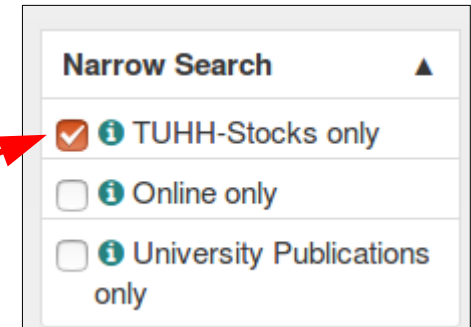 Narrow Search ▲
TUHH-Stocks only
Online only
University Publications
only